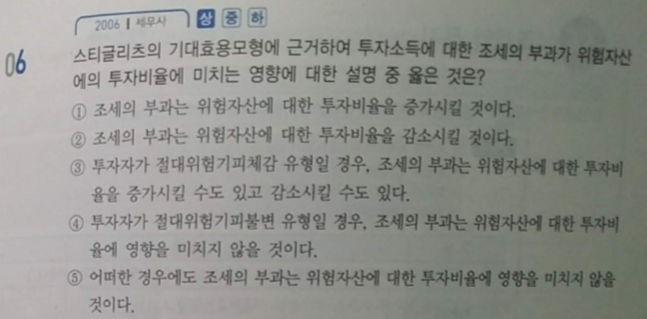 2006 | 세무사 상 중 하
06 스티글리츠의 기대효용모형에 근거하여 투자소득에 대한 조세의 부과가 위험자산
에의 투자비율에 미치는 영향에 대한 설명 중 옳은 것은?
① 조세의 부과는 위험자산에 대한 투자비율을 증가시킬 것이다.
② 조세의 부과는 위험자산에 대한 투자비율을 감소시킬 것이다.
③ 투자자가 절대위험기피체감 유형일 경우, 조세의 부과는 위험자산에 대한 투자비
율을 증가시킬 수도 있고 감소시킬 수도 있다.
④ 투자자가 절대위험기피불변 유형일 경우, 조세의 부과는 위험자산에 대한 투자비
율에 영향을 미치지 않을 것이다.
⑤ 어떠한 경우에도 조세의 부과는 위험자산에 대한 투자비율에 영향을 미치지 않을
것이다.